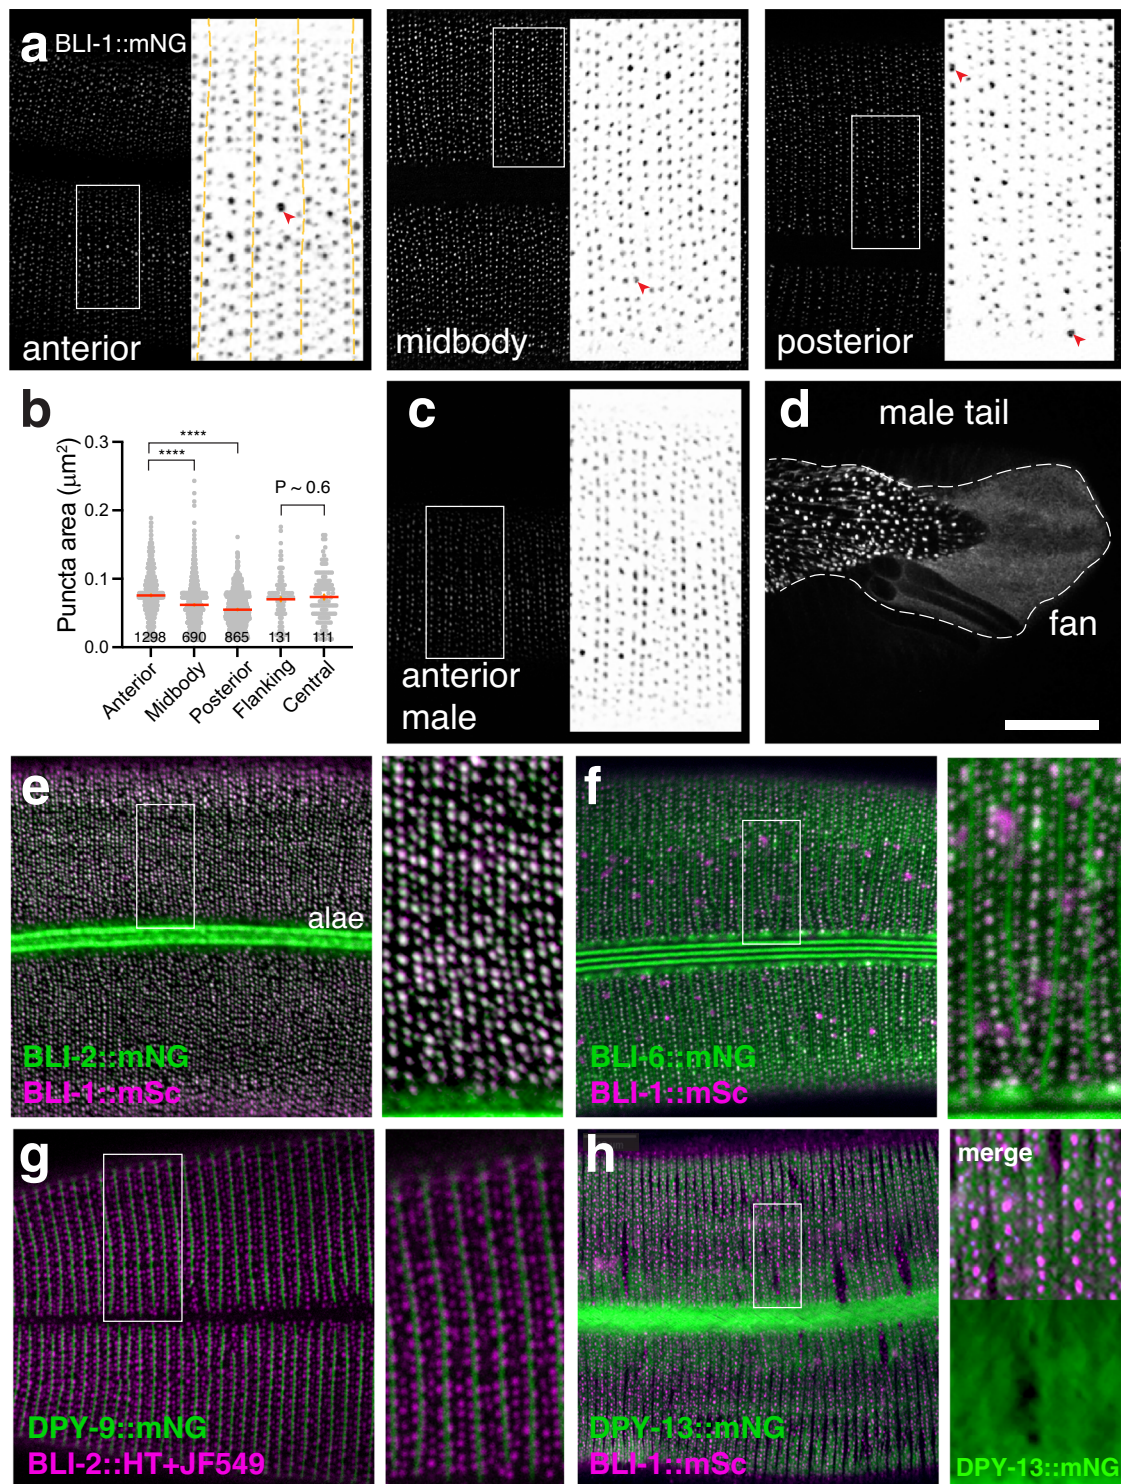 a BLI-1::mNG
anterior
midbody
posterior
b
Puncta area (μm²)
0.3
0.2
0.1
0.0
****
****
P ~ 0.6
1298 690 865 131 111
Anterior
Midbody
Posterior
Flanking
Central
c
anterior
male
d
male tail
fan
e
alae
BLI-2::mNG
BLI-1::mSc
f
BLI-6::mNG
BLI-1::mSc
g
DPY-9::mNG
BLI-2::HT+JF549
h
DPY-13::mNG
BLI-1::mSc
merge
DPY-13::mNG